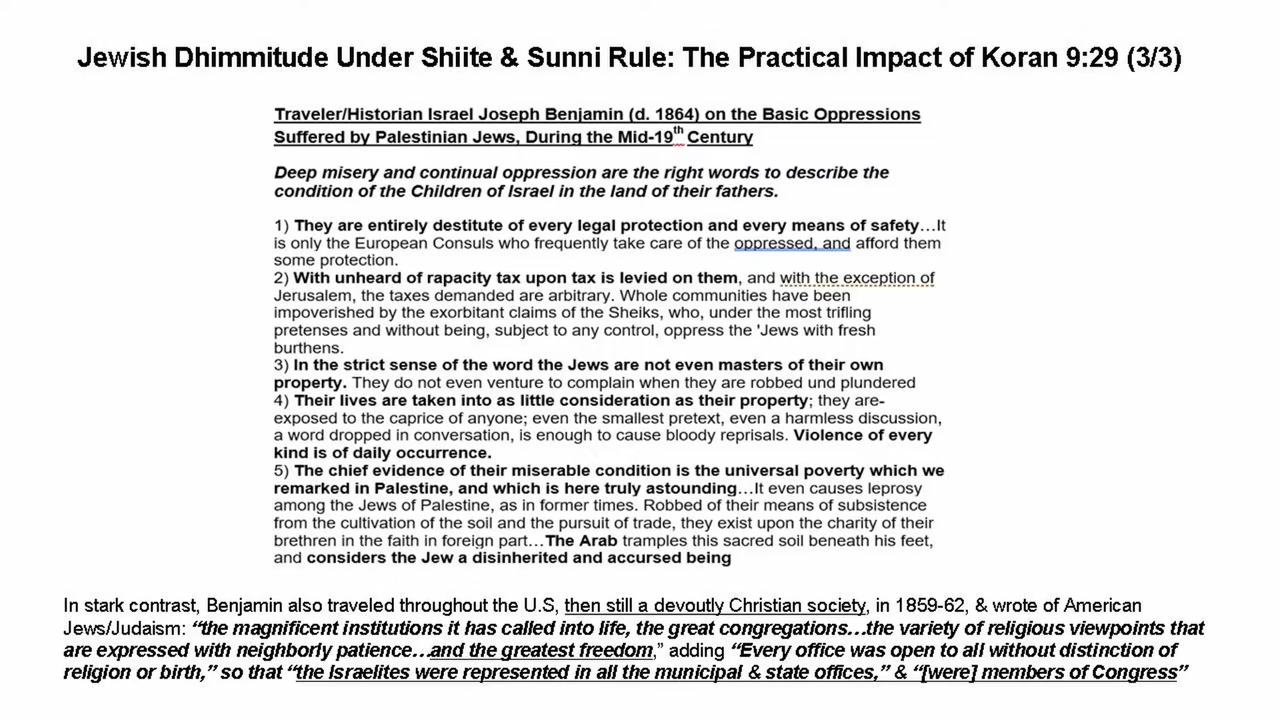 Jewish Dhimmitude Under Shiite & Sunni Rule: The Practical Impact of Koran 9:29 (3/3)
Traveler/Historian Israel Joseph Benjamin (d. 1864) on the Basic Oppressions
Suffered by Palestinian Jews, During the Mid-19th Century
Deep misery and continual oppression are the right words to describe the
condition of the Children of Israel in the land of their fathers.
1) They are entirely destitute of every legal protection and every means of safety…It
is only the European Consuls who frequently take care of the oppressed, and afford them
some protection.
2) With unheard of rapacity tax upon tax is levied on them, and with the exception of
Jerusalem, the taxes demanded are arbitrary. Whole communities have been
impoverished by the exorbitant claims of the Sheiks, who, under the most trifling
pretenses and without being, subject to any control, oppress the 'Jews with fresh
burthens.
3) In the strict sense of the word the Jews are not even masters of their own
property. They do not even venture to complain when they are robbed und plundered
4) Their lives are taken into as little consideration as their property; they are-
exposed to the caprice of anyone; even the smallest pretext, even a harmless discussion,
a word dropped in conversation, is enough to cause bloody reprisals. Violence of every
kind is of daily occurrence.
5) The chief evidence of their miserable condition is the universal poverty which we
remarked in Palestine, and which is here truly astounding…It even causes leprosy
among the Jews of Palestine, as in former times. Robbed of their means of subsistence
from the cultivation of the soil and the pursuit of trade, they exist upon the charity of their
brethren in the faith in foreign part…The Arab tramples this sacred soil beneath his feet,
and considers the Jew a disinherited and accursed being
In stark contrast, Benjamin also traveled throughout the U.S, then still a devoutly Christian society, in 1859-62, & wrote of American
Jews/Judaism: “the magnificent institutions it has called into life, the great congregations…the variety of religious viewpoints that
are expressed with neighborly patience…and the greatest freedom,” adding “Every office was open to all without distinction of
religion or birth,” so that “the Israelites were represented in all the municipal & state offices,” & “[were] members of Congress”